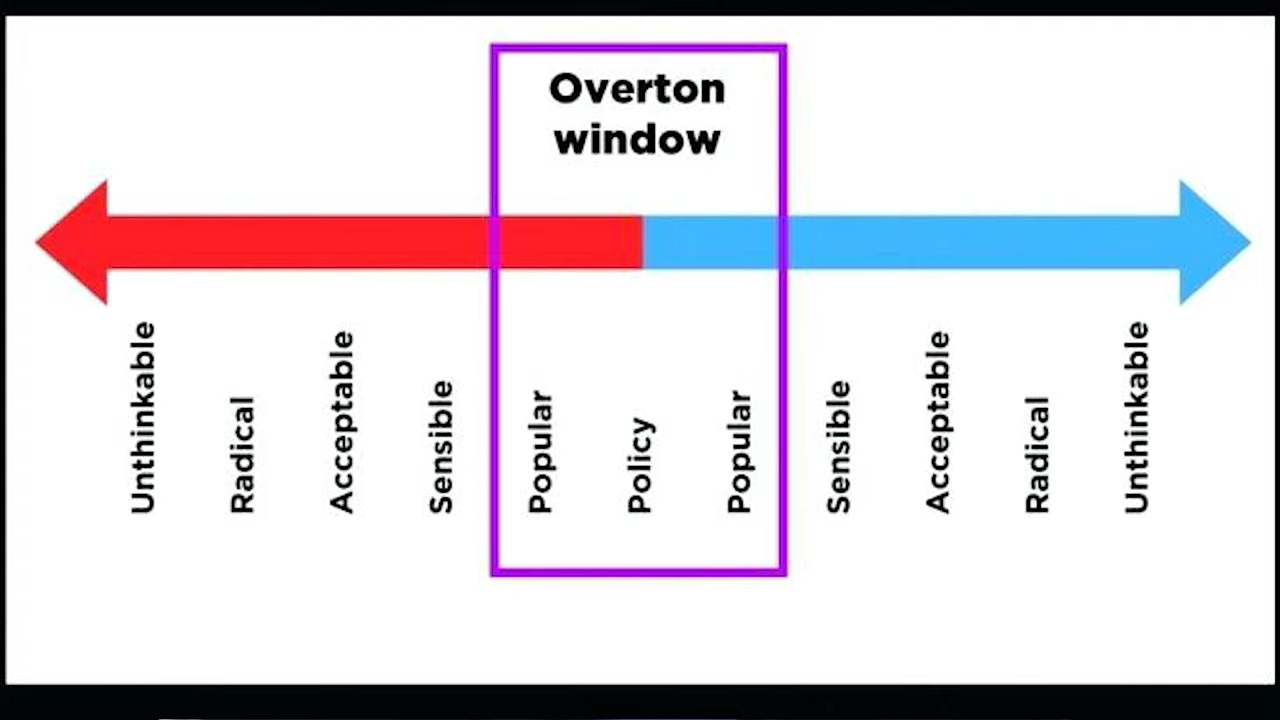 Overton
window
Unthinkable
Radical
Acceptable
Sensible
Popular
Policy
Popular
Sensible
Acceptable
Radical
Unthinkable